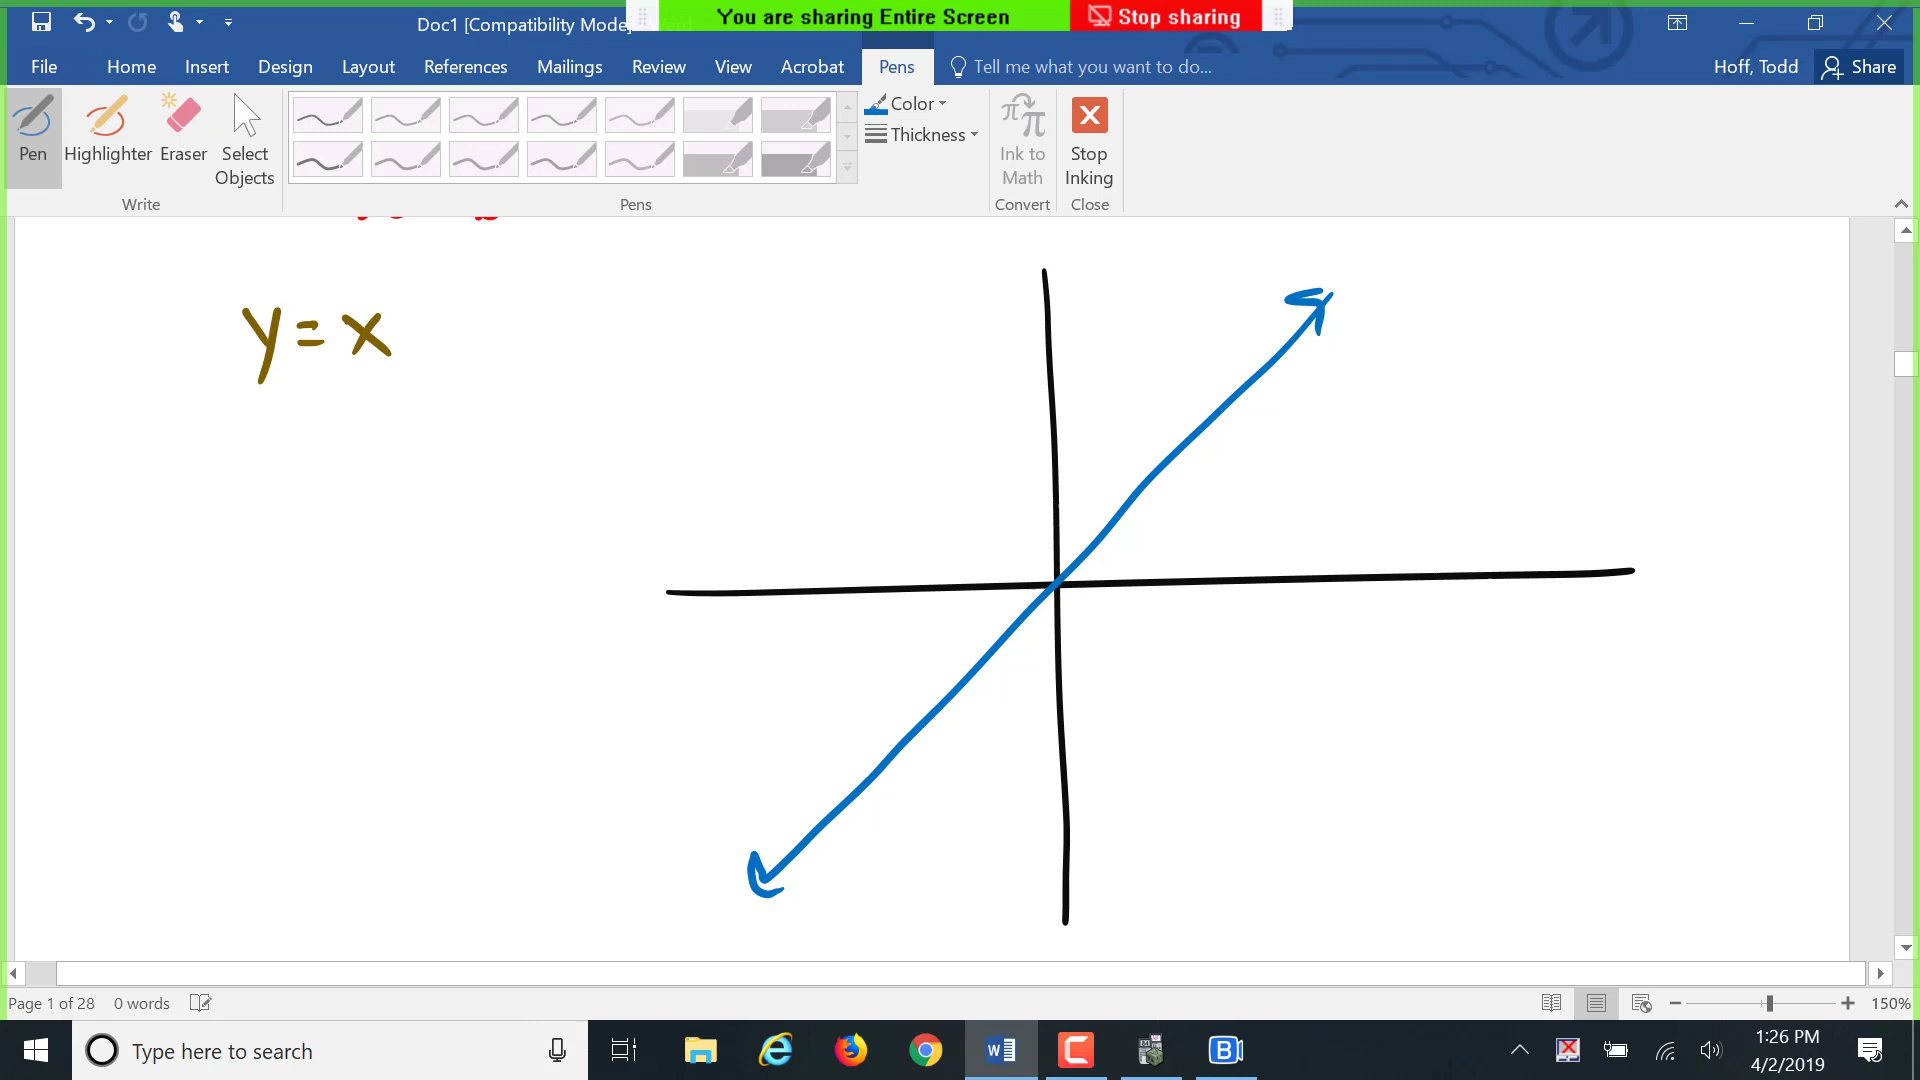 You are sharing Entire Screen Stop sharing
Doc1 [Compatibility Mode]
File Home Insert Design Layout References Mailings Review View Acrobat Pens Tell me what you want to do... Hoff, Todd Share
Pen Highlighter Eraser Select Objects
Color
Thickness
Ink to Math
Stop Inking
Write Pens Convert Close
y = x
Page 1 of 28 0 words 150%
Type here to search
1:26 PM
4/2/2019